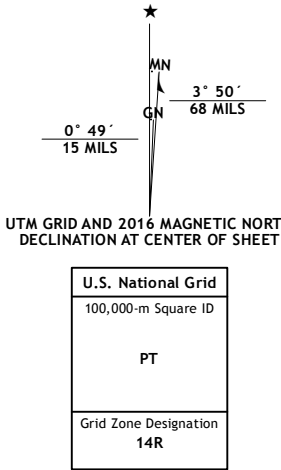 MN
3° 50´
68 MILS
GN
0° 49´
15 MILS
UTM GRID AND 2016 MAGNETIC NORT
DECLINATION AT CENTER OF SHEET
U.S. National Grid
100,000-m Square ID
PT
Grid Zone Designation
14R